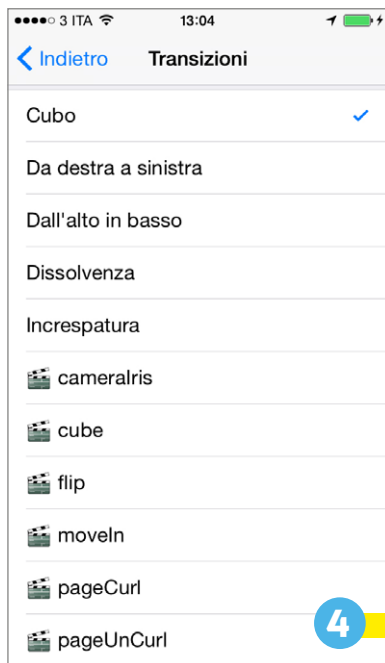 3 ITA 13:04
Indietro Transizioni
Cubo
Da destra a sinistra
Dall'alto in basso
Dissolvenza
Increspatura
cameraIris
cube
flip
moveIn
pageCurl
4
pageUnCurl